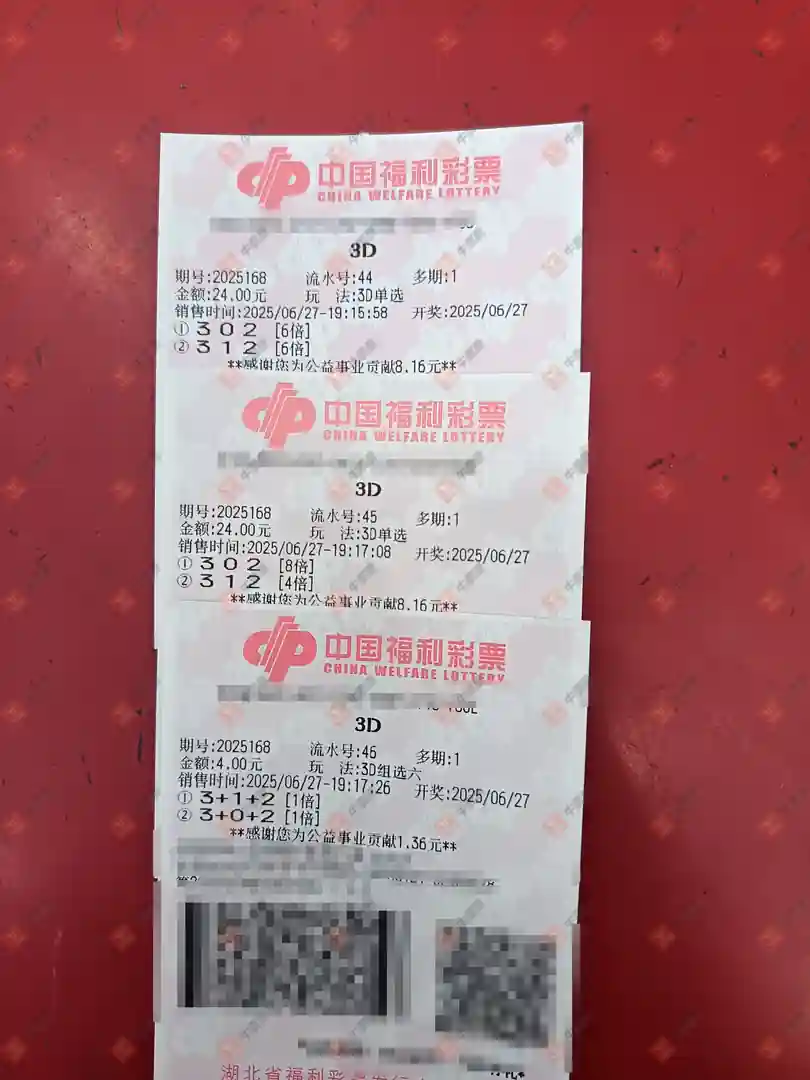 中国福利彩票
CHINA WELFARE LOTTERY
3D
期号:2025168 流水号:44 多期:1
金额:24.00元 玩 法:3D单选
销售时间:2025/06/27-19:15:58 开奖:2025/06/27
① 3 0 2 [6倍]
② 3 1 2 [6倍]
**感谢您为公益事业贡献8.16元**
中国福利彩票
CHINA WELFARE LOTTERY
3D
期号:2025168 流水号:45 多期:1
金额:24.00元 玩 法:3D单选
销售时间:2025/06/27-19:17:08 开奖:2025/06/27
① 3 0 2 [8倍]
② 3 1 2 [4倍]
**感谢您为公益事业贡献8.16元**
中国福利彩票
CHINA WELFARE LOTTERY
3D
期号:2025168 流水号:46 多期:1
金额:4.00元 玩 法:3D组选六
销售时间:2025/06/27-19:17:26 开奖:2025/06/27
① 3+1+2 [1倍]
② 3+0+2 [1倍]
**感谢您为公益事业贡献1.36元**
湖北省福利彩票发行